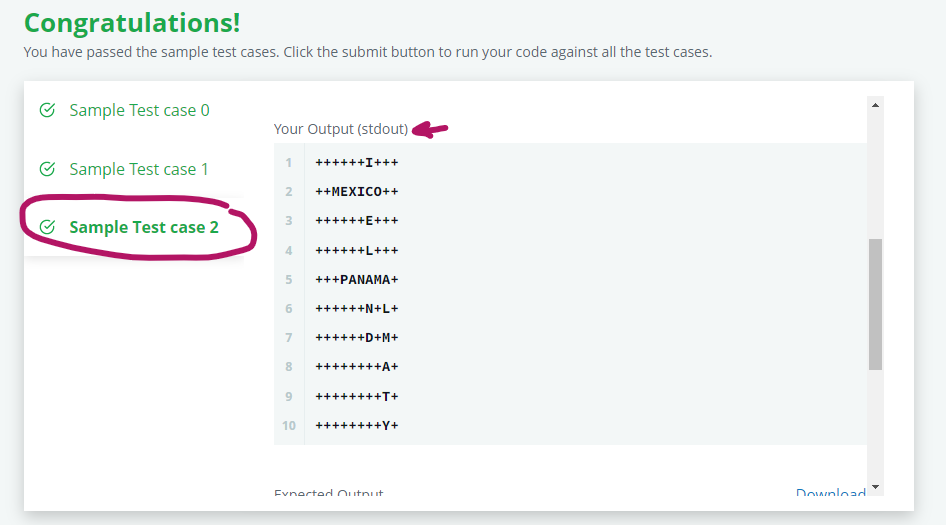 Congratulations!
You have passed the sample test cases. Click the submit button to run your code against all the test cases.
Sample Test case 0
Sample Test case 1
Sample Test case 2
Your Output (stdout)
1 ++++++I+++
2 ++MEXICO++
3 ++++++E+++
4 ++++++L+++
5 +++PANAMA+
6 ++++++N+L+
7 ++++++D+M+
8 ++++++++A+
9 ++++++++T+
10 ++++++++Y+
Expected Output
Download